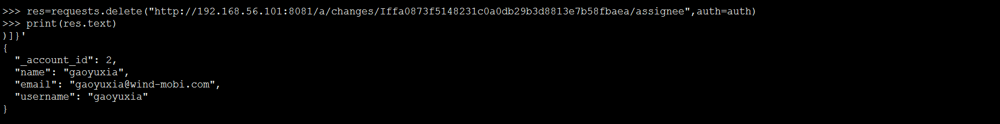 >>> res=requests.delete("http://192.168.56.101:8081/a/changes/Iffa0873f5148231c0a0db29b3d8813e7b58fbaea/assignee",auth=auth)
>>> print(res.text)
)]}'
{
  "_account_id": 2,
  "name": "gaoyuxia",
  "email": "gaoyuxia@wind-mobi.com",
  "username": "gaoyuxia"
}